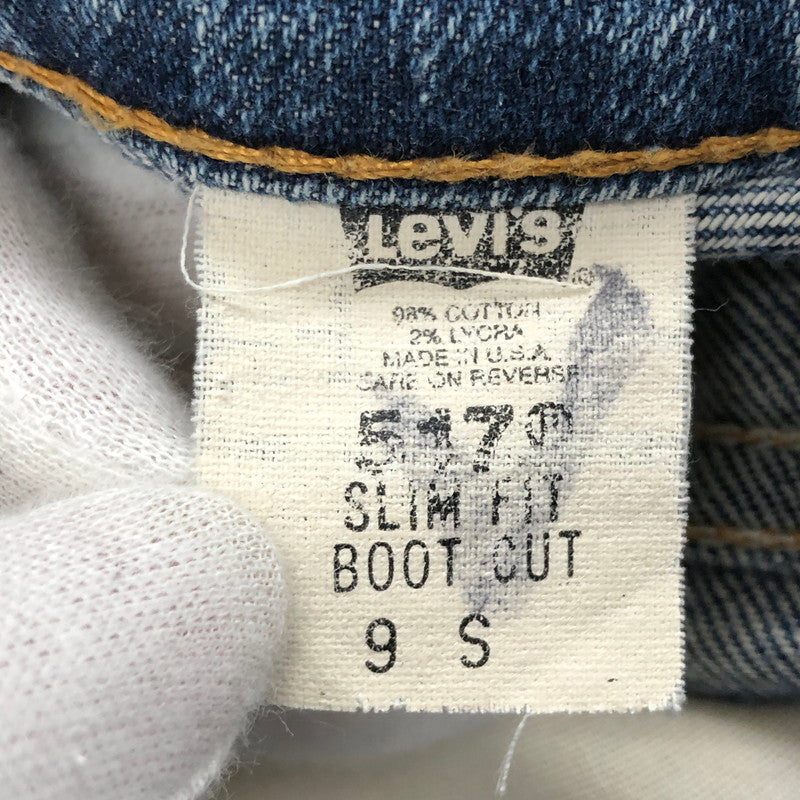 Levi's®
98% COTTON
2% LYCRA
MADE IN U.S.A.
CARE ON REVERSE
517®
SLIM FIT
BOOT CUT
9 S